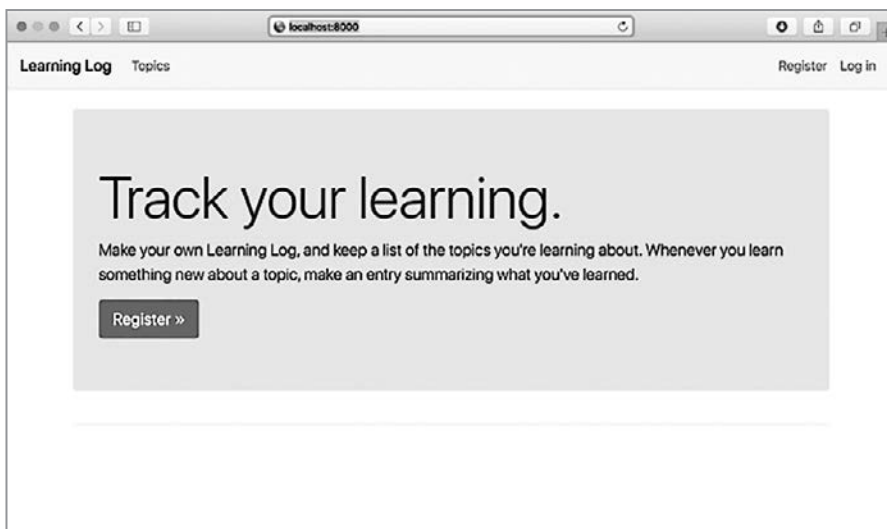 localhost:8000
Learning Log Topics Register Log in
Track your learning.
Make your own Learning Log, and keep a list of the topics you're learning about. Whenever you learn
something new about a topic, make an entry summarizing what you've learned.
Register »